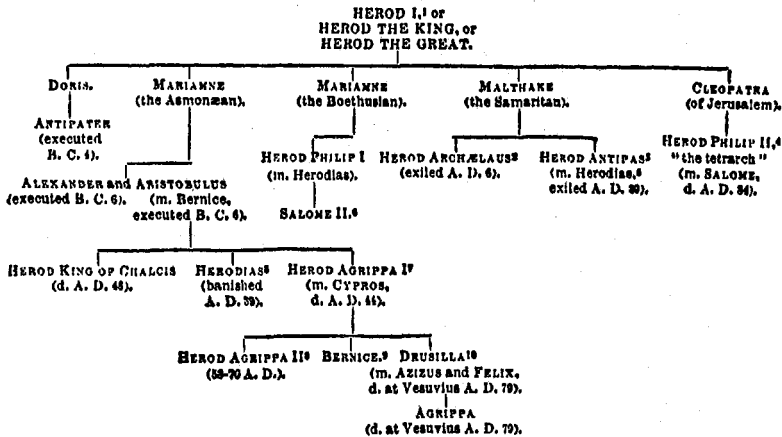 HEROD I,¹ or
HEROD THE KING, or
HEROD THE GREAT.
DORIS.
MARIAMNE
(the Asmonæan).
MARIAMNE
(the Boethusian).
MALTHAKE
(the Samaritan).
CLEOPATRA
(of Jerusalem).
ANTIPATER
(executed
B. C. 4).
HEROD PHILIP I
(m. Herodias).
HEROD ARCHÆLAUS²
(exiled A. D. 6).
HEROD ANTIPAS³
(m. Herodias,⁵
exiled A. D. 39).
HEROD PHILIP II,⁴
"the tetrarch"
(m. SALOME,
d. A. D. 34).
ALEXANDER and ARISTOBULUS
(executed B. C. 6). (m. Bernice,
executed B. C. 6).
SALOME II.⁶
HEROD KING OF CHALCIS
(d. A. D. 48).
HERODIAS⁵
(banished
A. D. 39).
HEROD AGRIPPA I⁷
(m. CYPROS,
d. A. D. 44).
HEROD AGRIPPA II⁸
(53-70 A. D.).
BERNICE.⁹
DRUSILLA¹⁰
(m. AZIZUS and FELIX,
d. at Vesuvius A. D. 79).
AGRIPPA
(d. at Vesuvius A. D. 79).